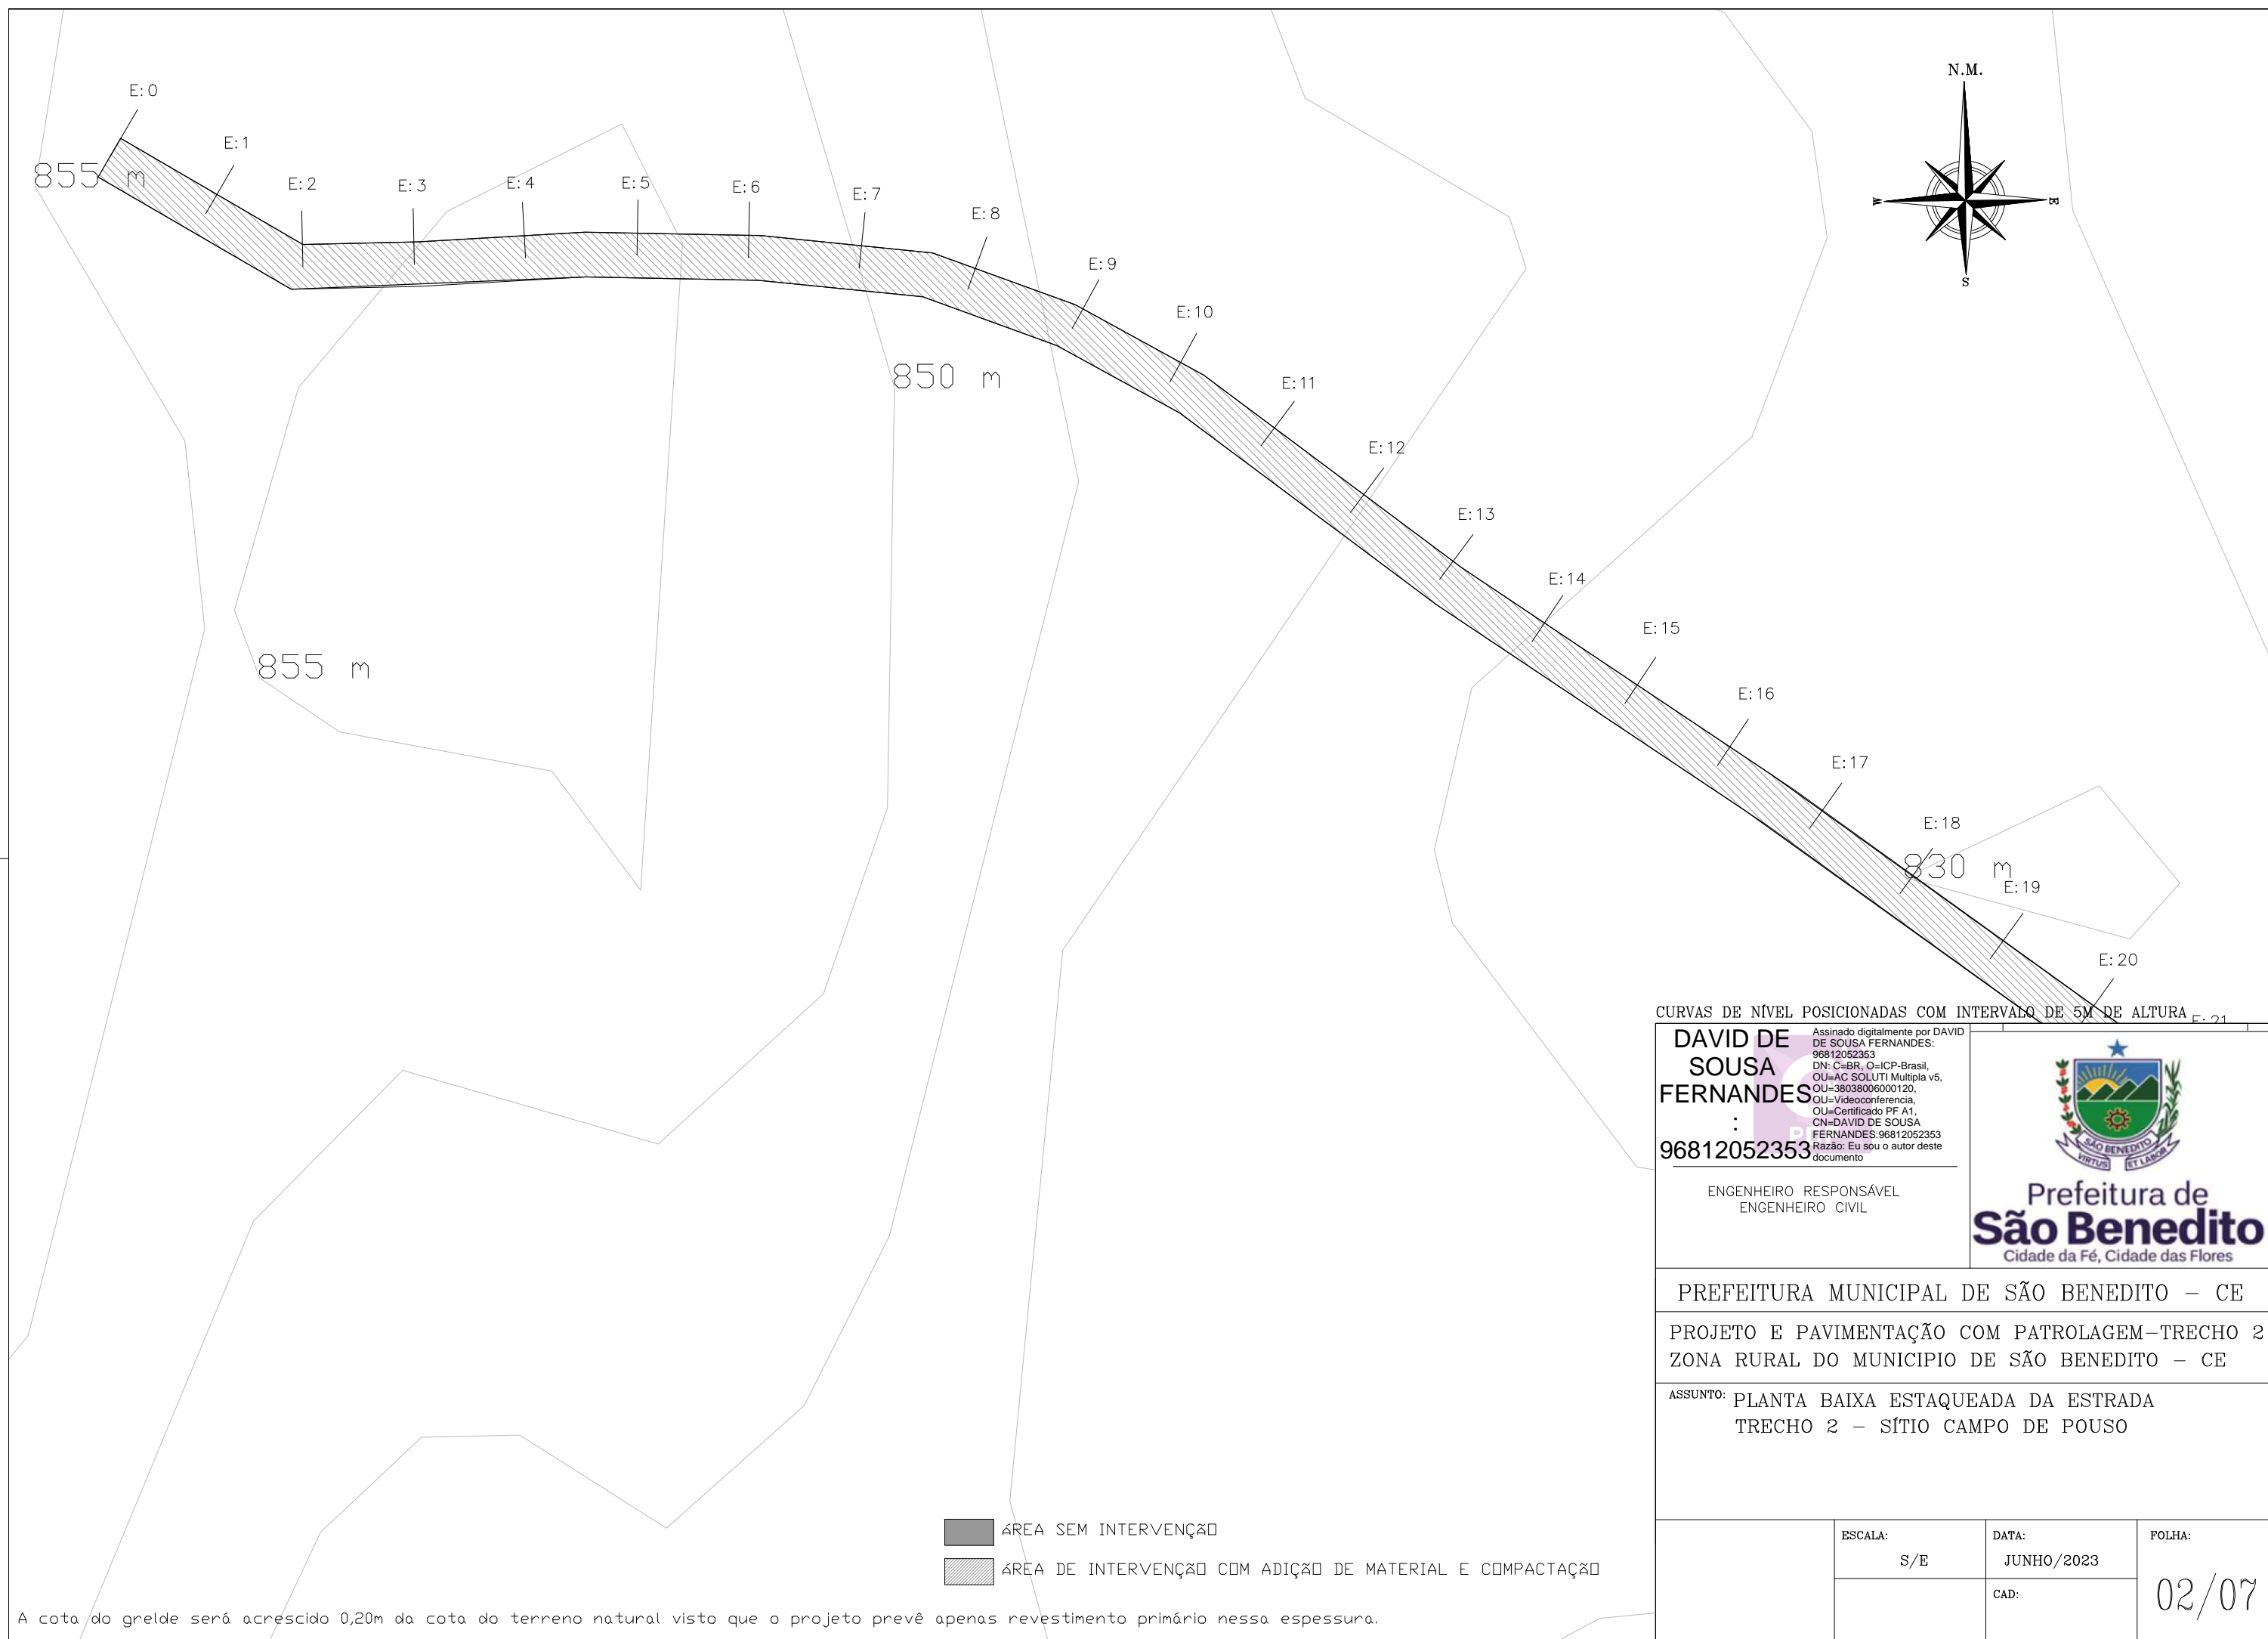 N.M.
W
E
S
E:0
E:1
E:2
E:3
E:4
E:5
E:6
E:7
E:8
E:9
E:10
E:11
E:12
E:13
E:14
E:15
E:16
E:17
E:18
E:19
E:20
E:21
855 m
850 m
855 m
830 m
CURVAS DE NÍVEL POSICIONADAS COM INTERVALO DE 5M DE ALTURA
DAVID DE
SOUSA
FERNANDES
:
96812052353
Assinado digitalmente por DAVID
DE SOUSA FERNANDES:
96812052353
DN: C=BR, O=ICP-Brasil,
OU=AC SOLUTI Multipla v5,
OU=38038006000120,
OU=Videoconferencia,
OU=Certificado PF A1,
CN=DAVID DE SOUSA
FERNANDES:96812052353
Razão: Eu sou o autor deste
documento
ENGENHEIRO RESPONSÁVEL
ENGENHEIRO CIVIL
SÃO BENEDITO
VIRTUS ET LABOR
Prefeitura de
São Benedito
Cidade da Fé, Cidade das Flores
PREFEITURA MUNICIPAL DE SÃO BENEDITO – CE
PROJETO E PAVIMENTAÇÃO COM PATROLAGEM–TRECHO 2
ZONA RURAL DO MUNICIPIO DE SÃO BENEDITO – CE
ASSUNTO: PLANTA BAIXA ESTAQUEADA DA ESTRADA
TRECHO 2 – SÍTIO CAMPO DE POUSO
ESCALA:
S/E
DATA:
JUNHO/2023
CAD:
FOLHA:
02/07
áREA SEM INTERVENÇãO
áREA DE INTERVENÇãO COM ADIÇãO DE MATERIAL E COMPACTAÇãO
A cota do grelde será acrescido 0,20m da cota do terreno natural visto que o projeto prevê apenas revestimento primário nessa espessura.